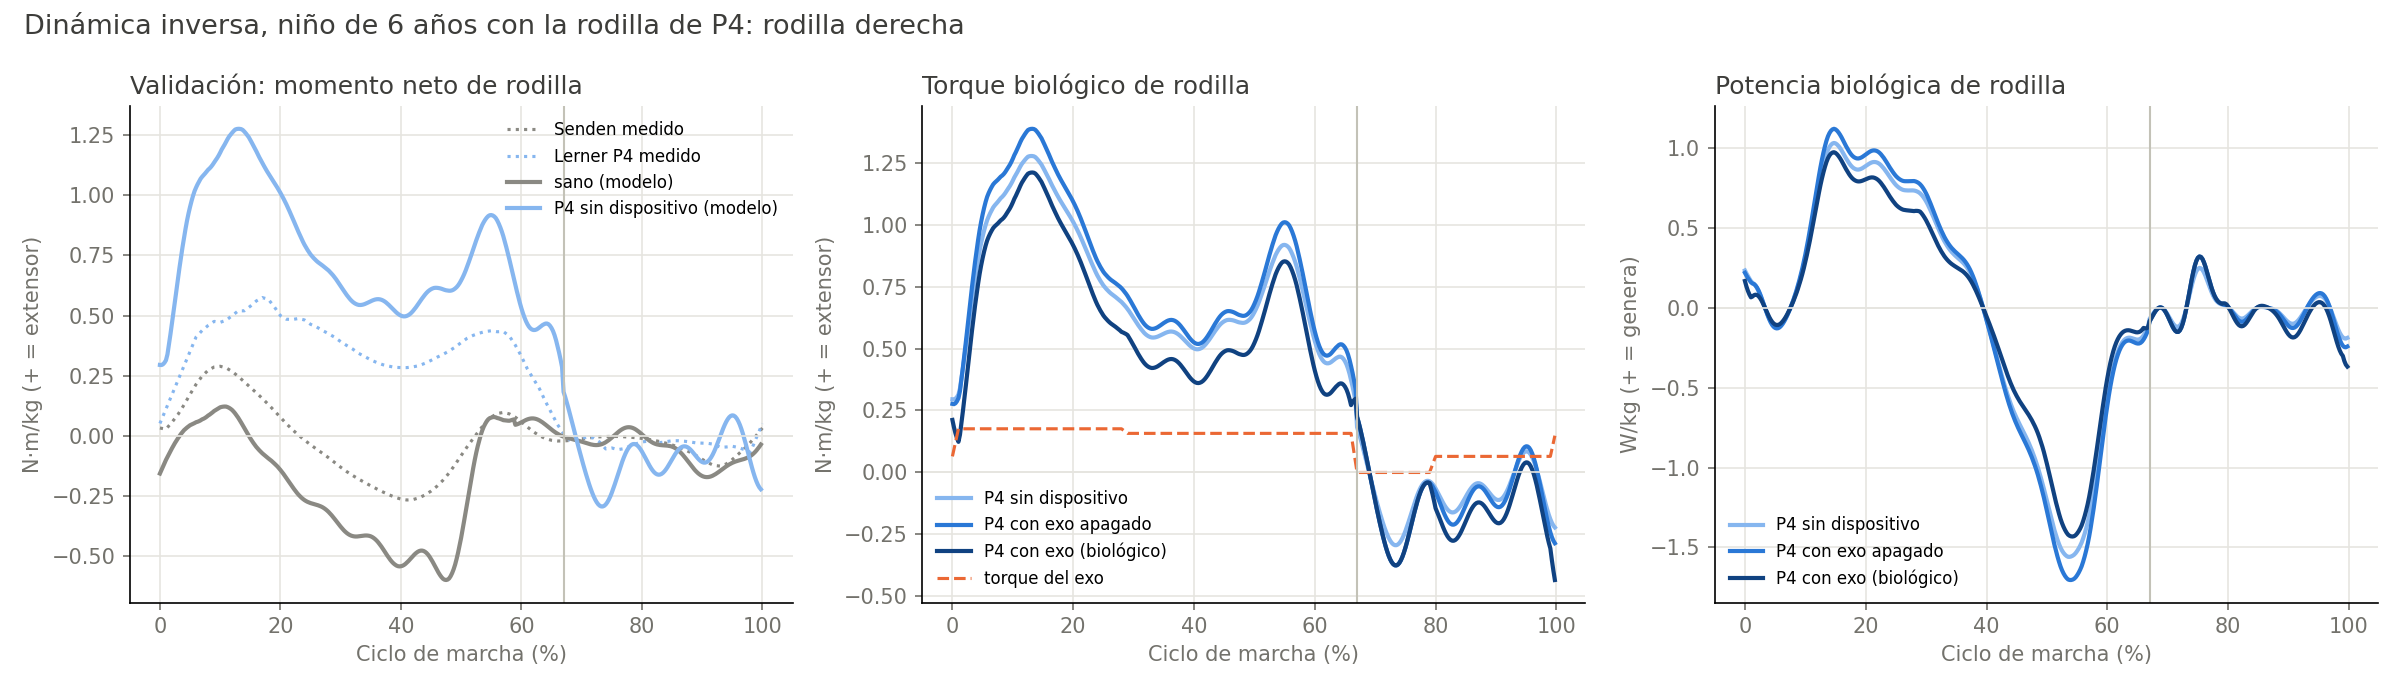 Dinámica inversa, niño de 6 años con la rodilla de P4: rodilla derecha
Validación: momento neto de rodilla
N·m/kg (+ = extensor)
1.25
1.00
0.75
0.50
0.25
0.00
−0.25
−0.50
Senden medido
Lerner P4 medido
sano (modelo)
P4 sin dispositivo (modelo)
0 20 40 60 80 100
Ciclo de marcha (%)
Torque biológico de rodilla
N·m/kg (+ = extensor)
1.25
1.00
0.75
0.50
0.25
0.00
−0.25
−0.50
P4 sin dispositivo
P4 con exo apagado
P4 con exo (biológico)
torque del exo
0 20 40 60 80 100
Ciclo de marcha (%)
Potencia biológica de rodilla
W/kg (+ = genera)
1.0
0.5
0.0
−0.5
−1.0
−1.5
P4 sin dispositivo
P4 con exo apagado
P4 con exo (biológico)
0 20 40 60 80 100
Ciclo de marcha (%)